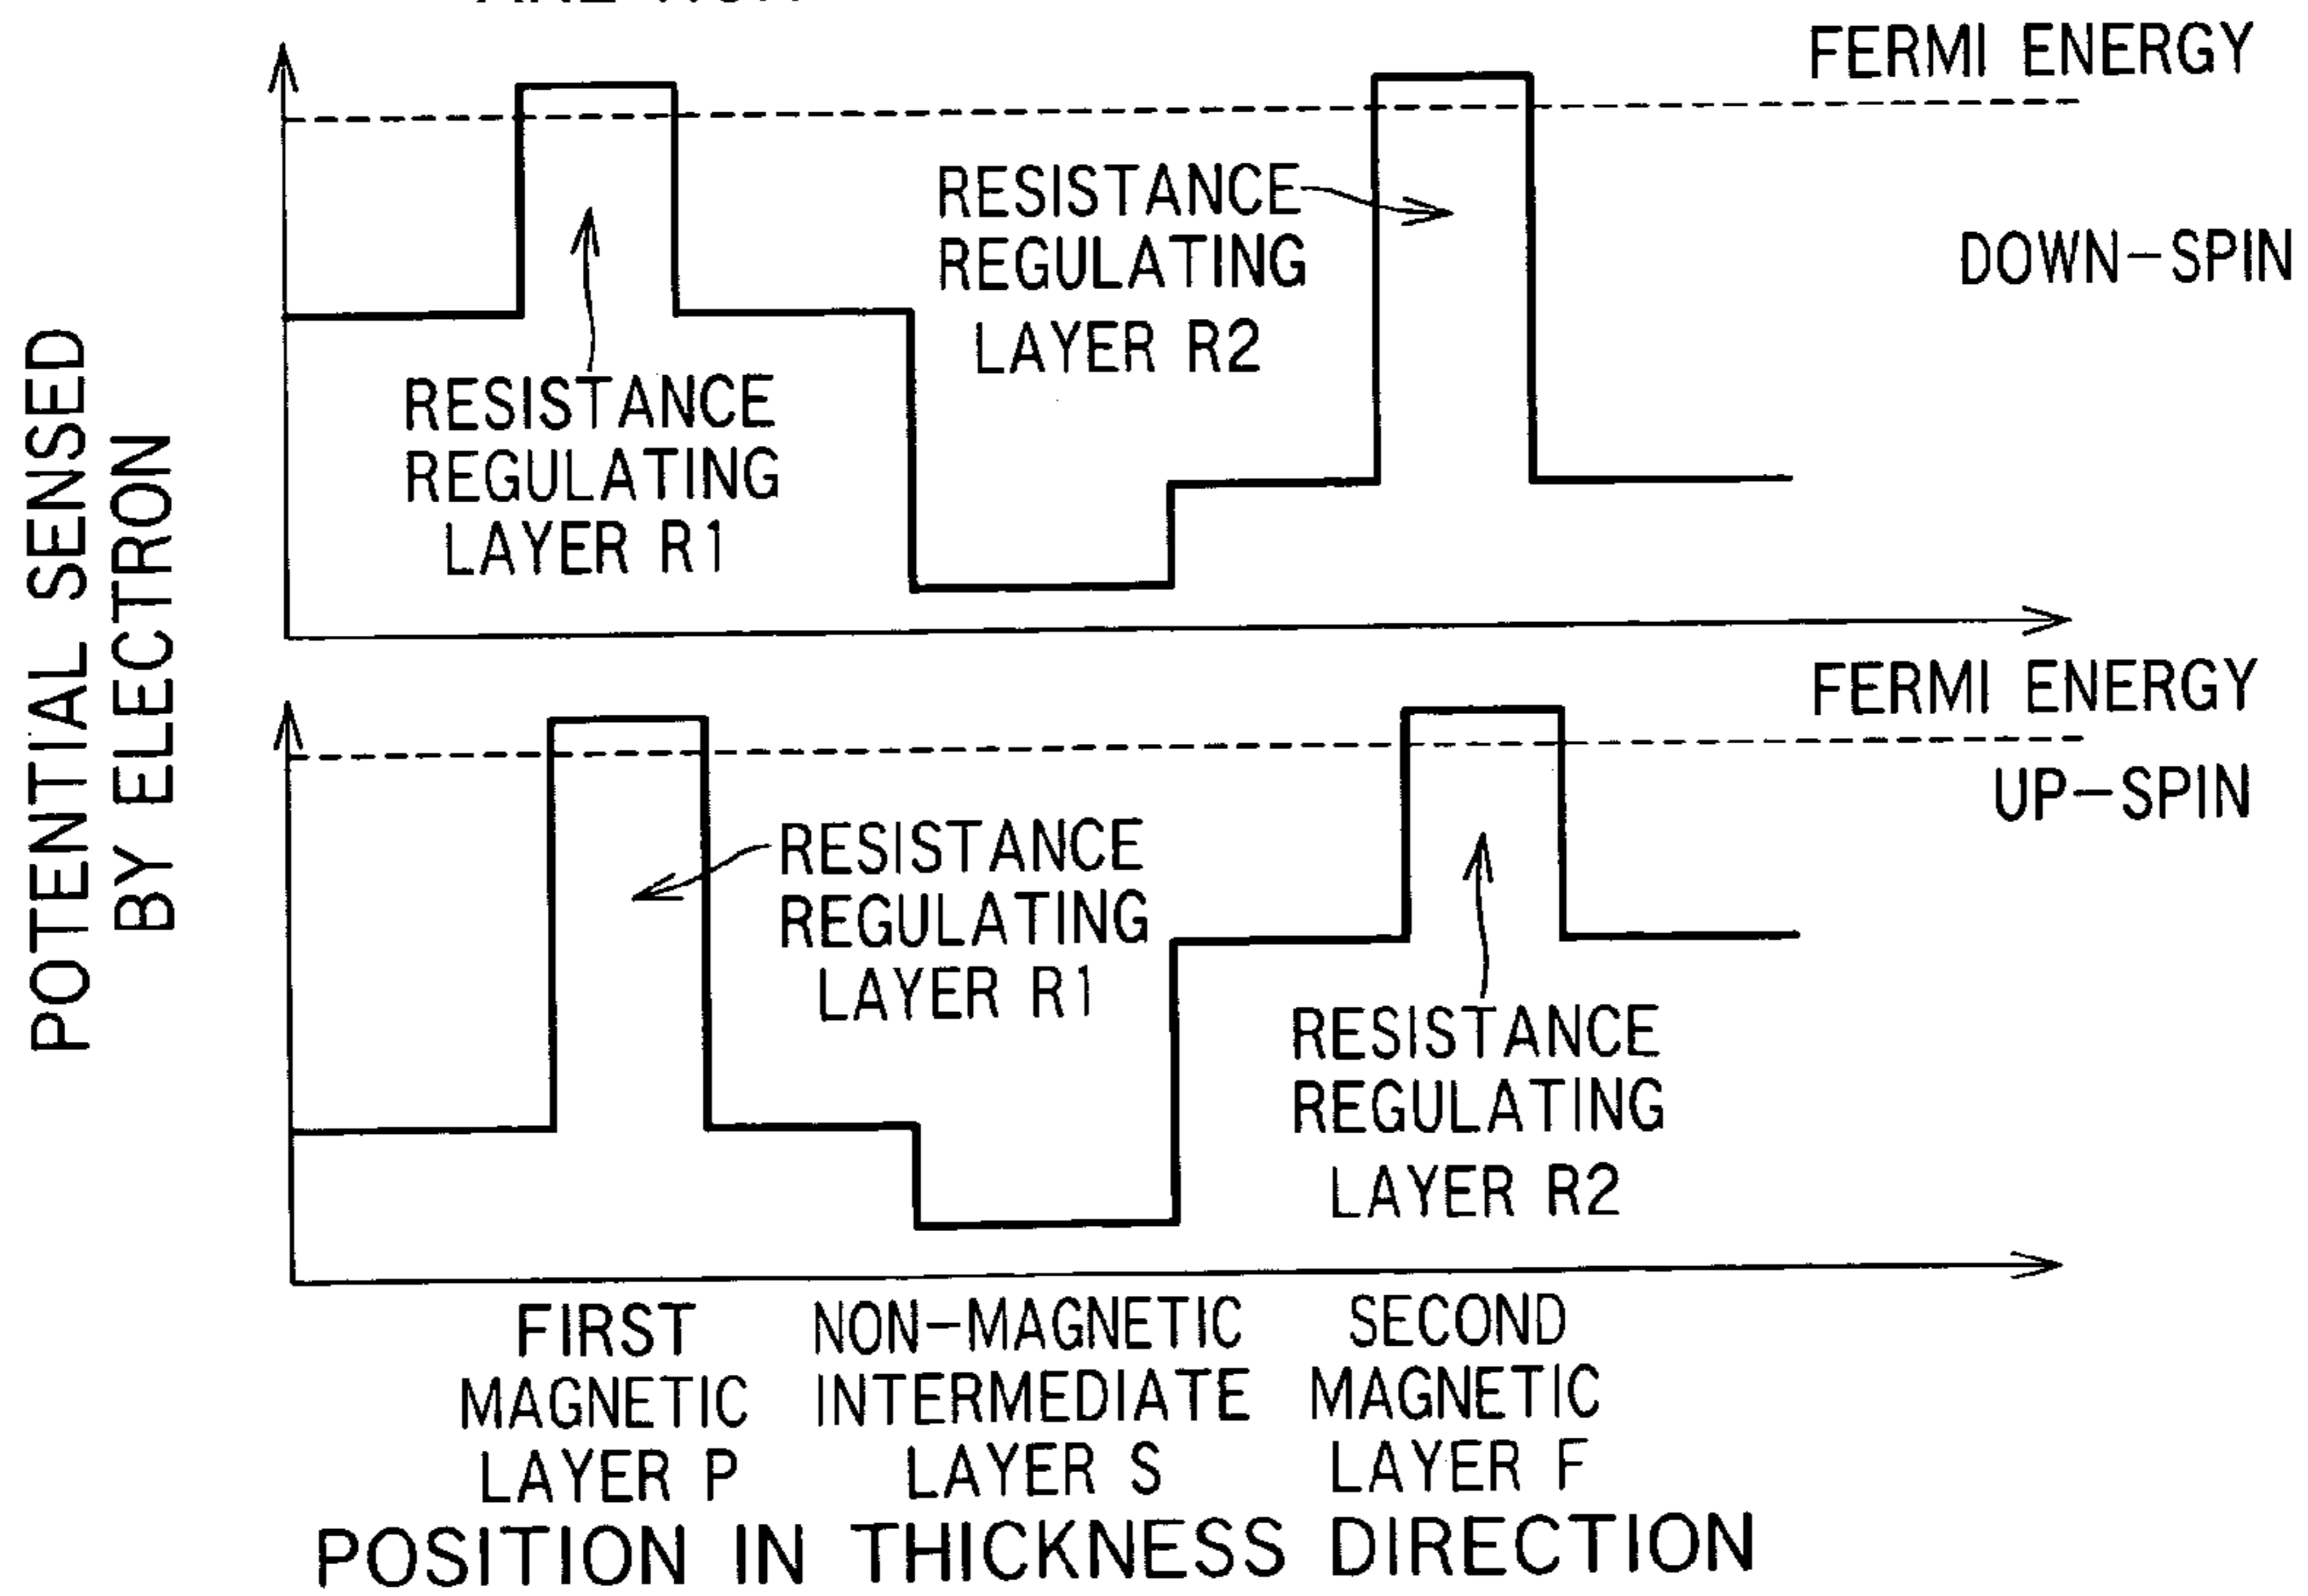 FERMI ENERGY
RESISTANCE
REGULATING
LAYER R2
DOWN-SPIN
RESISTANCE
REGULATING
LAYER R1
POTENTIAL SENSED
BY ELECTRON
FERMI ENERGY
UP-SPIN
RESISTANCE
REGULATING
LAYER R1
RESISTANCE
REGULATING
LAYER R2
FIRST
MAGNETIC
LAYER P
NON-MAGNETIC
INTERMEDIATE
LAYER S
SECOND
MAGNETIC
LAYER F
POSITION IN THICKNESS DIRECTION